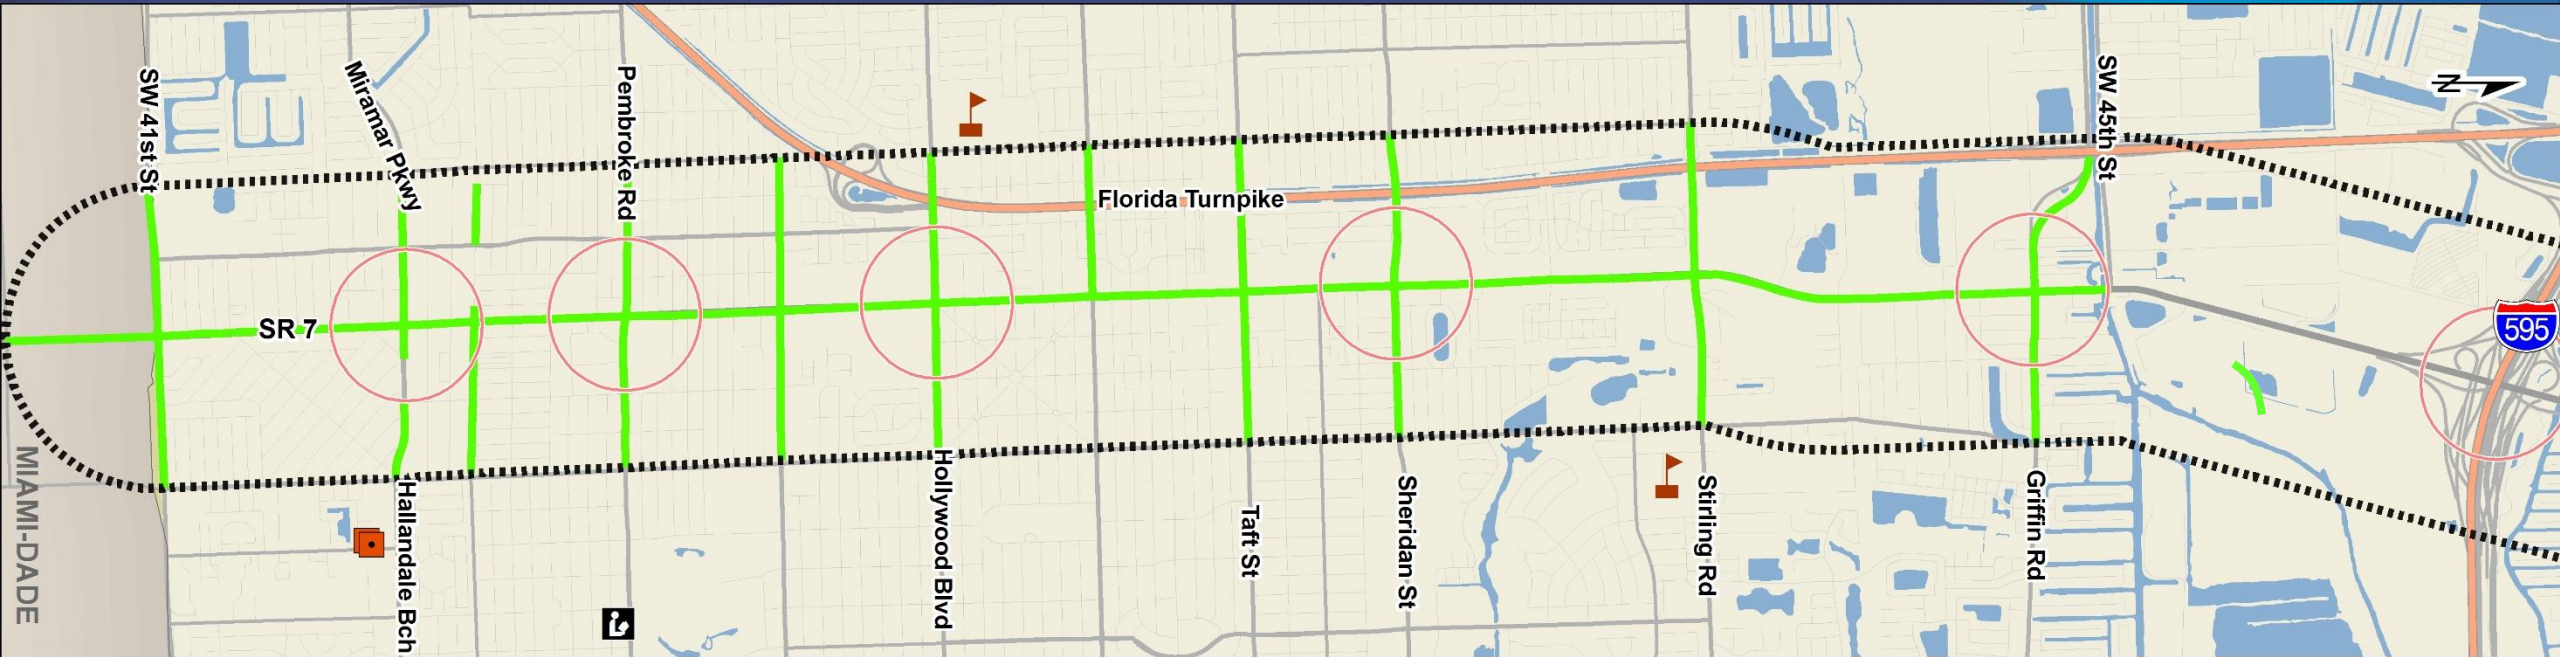 SW 41st St
Miramar Pkwy
Pembroke Rd
SW 45th St
N
Florida Turnpike
SR 7
595
MIAMI-DADE
Hallandale Bch
Hollywood Blvd
Taft St
Sheridan St
Stirling Rd
Griffin Rd